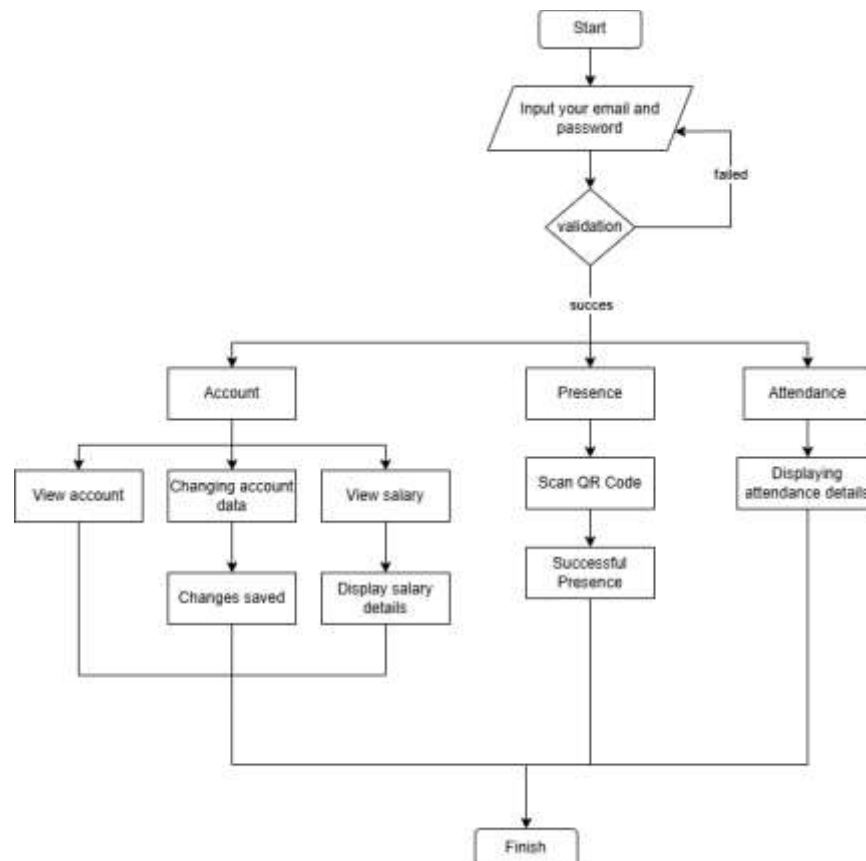 Start
Input your email and
password
failed
validation
succes
Account
Presence
Attendance
View account
Changing account
data
View salary
Scan QR Code
Displaying
attendance details
Changes saved
Display salary
details
Successful
Presence
Finish